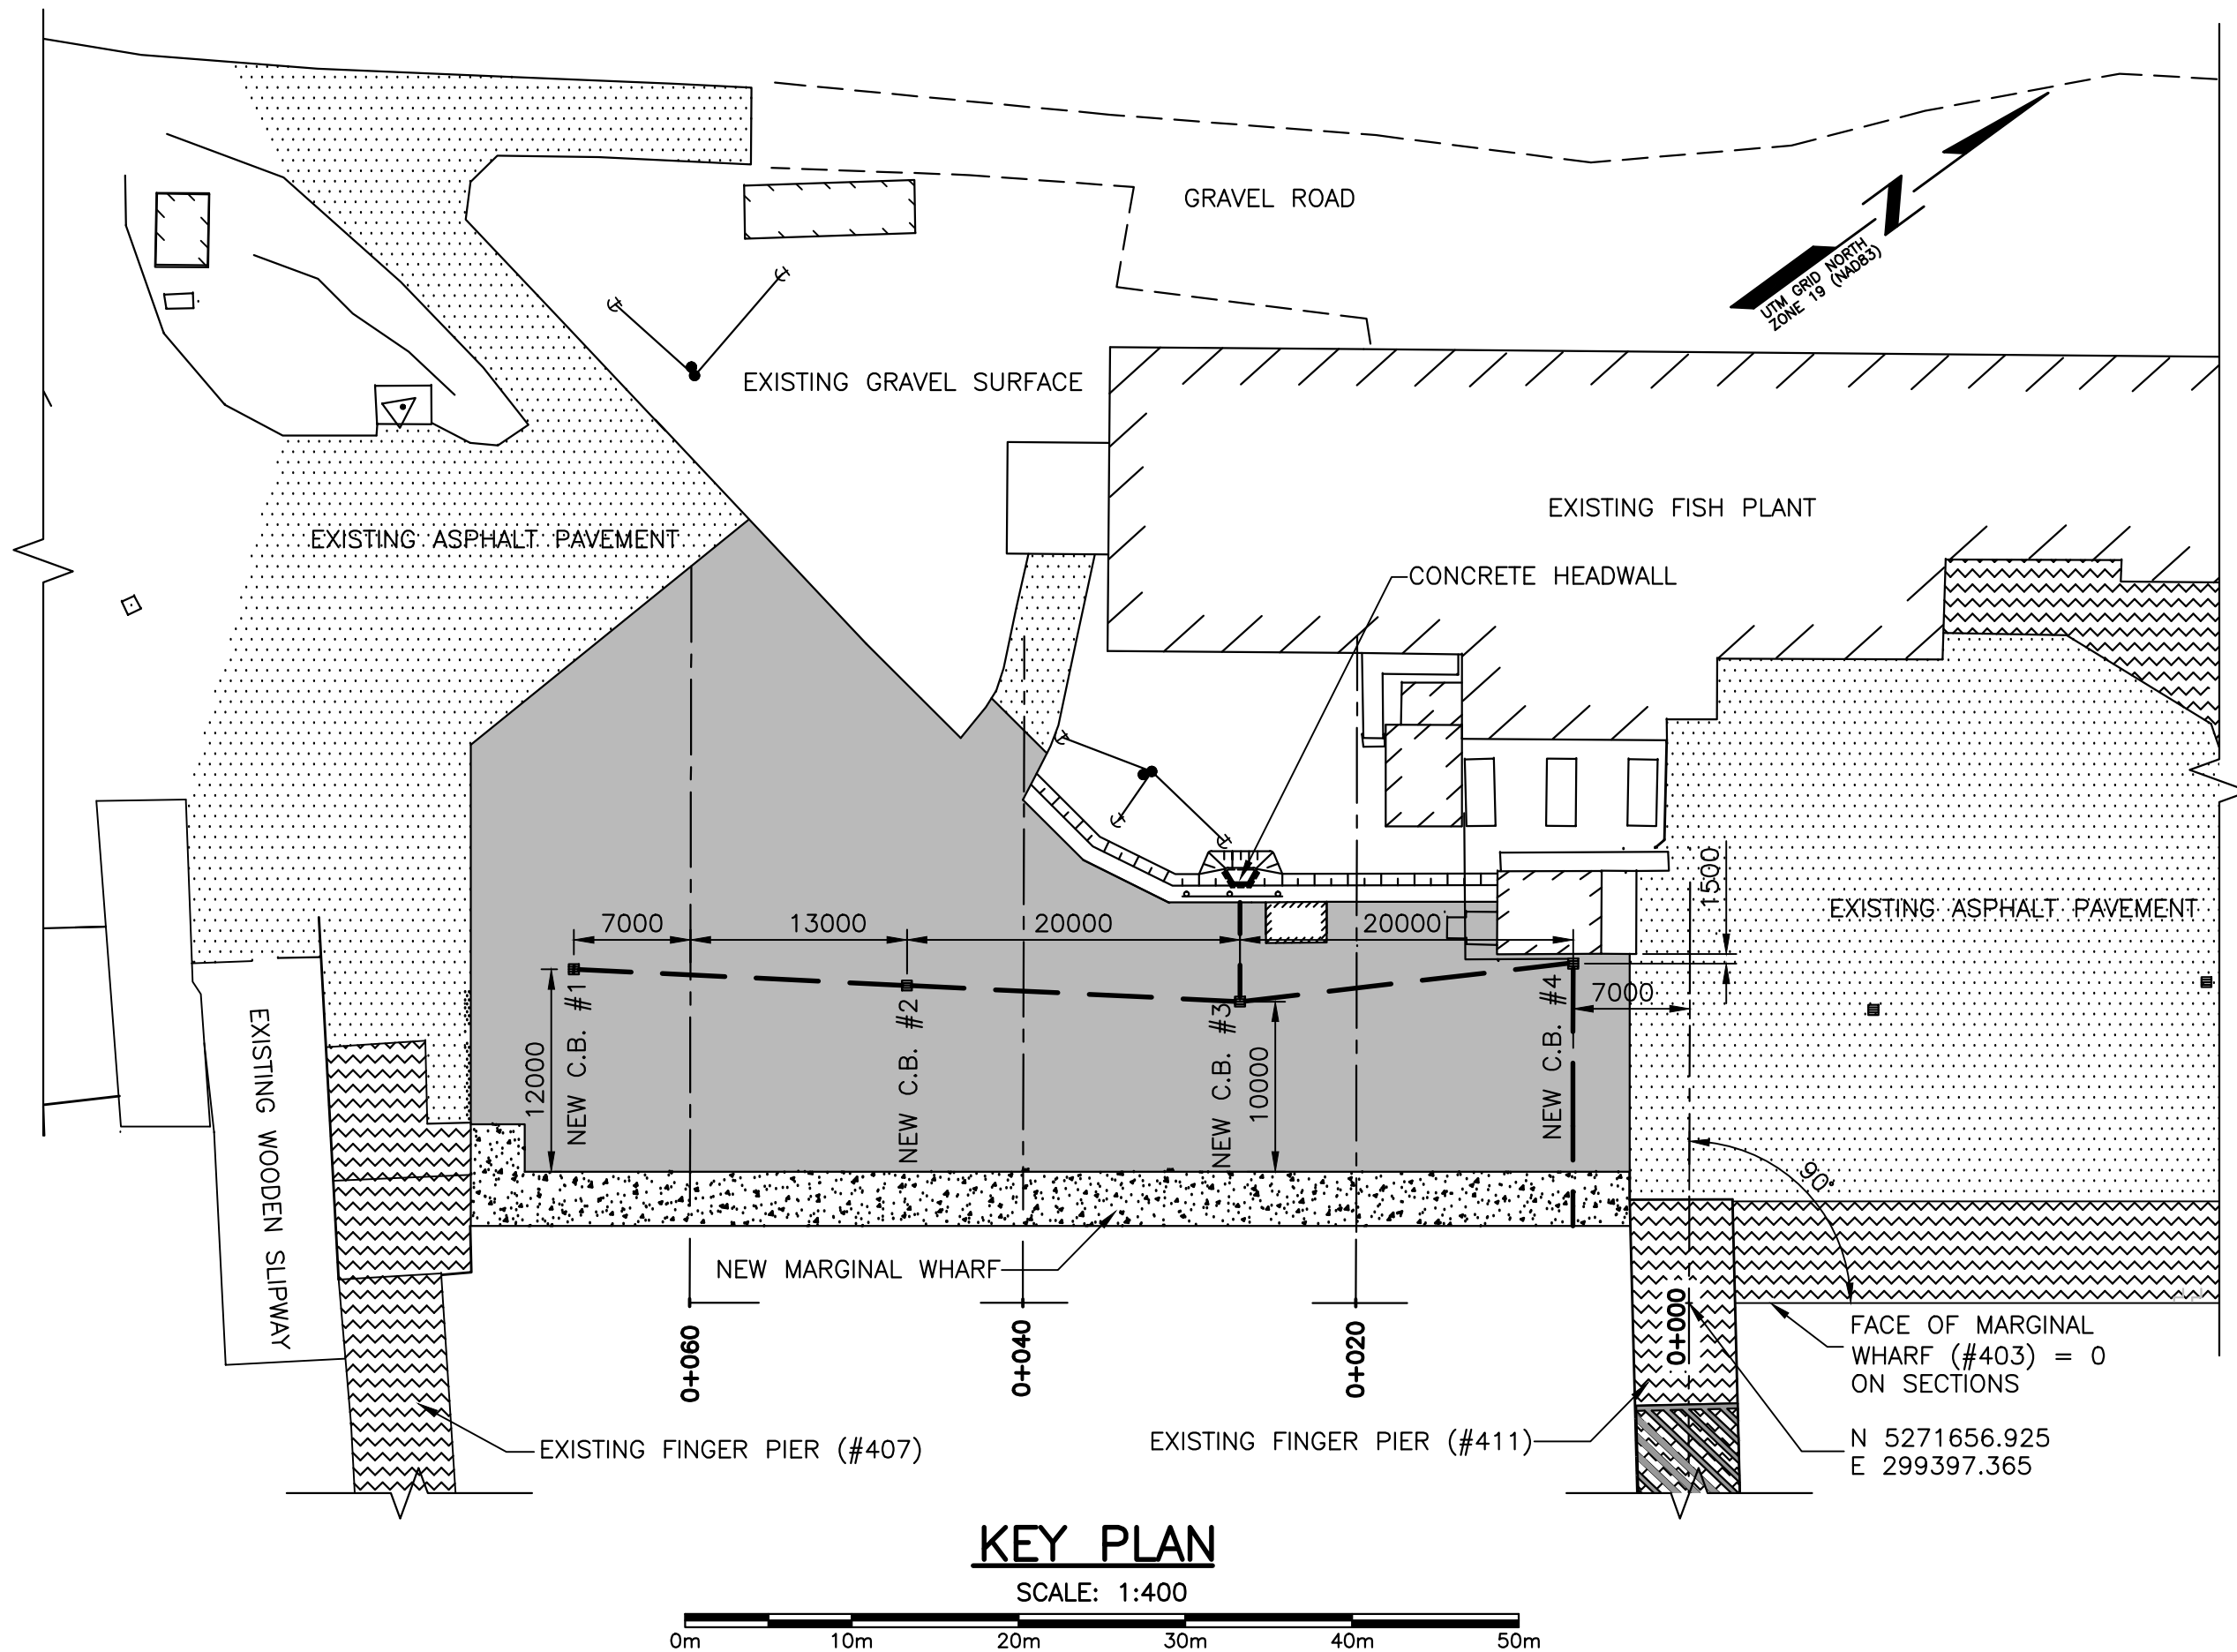 GRAVEL ROAD
UTM GRID NORTH
ZONE 19 (NAD83)
EXISTING GRAVEL SURFACE
EXISTING FISH PLANT
EXISTING ASPHALT PAVEMENT
CONCRETE HEADWALL
1500
EXISTING ASPHALT PAVEMENT
7000
13000
20000
20000
7000
12000
NEW C.B. #1
NEW C.B. #2
NEW C.B. #3
10000
NEW C.B. #4
EXISTING WOODEN SLIPWAY
90°
NEW MARGINAL WHARF
0+060
0+040
0+020
0+000
FACE OF MARGINAL
WHARF (#403) = 0
ON SECTIONS
EXISTING FINGER PIER (#407)
EXISTING FINGER PIER (#411)
N 5271656.925
E 299397.365
KEY PLAN
SCALE: 1:400
0m 10m 20m 30m 40m 50m